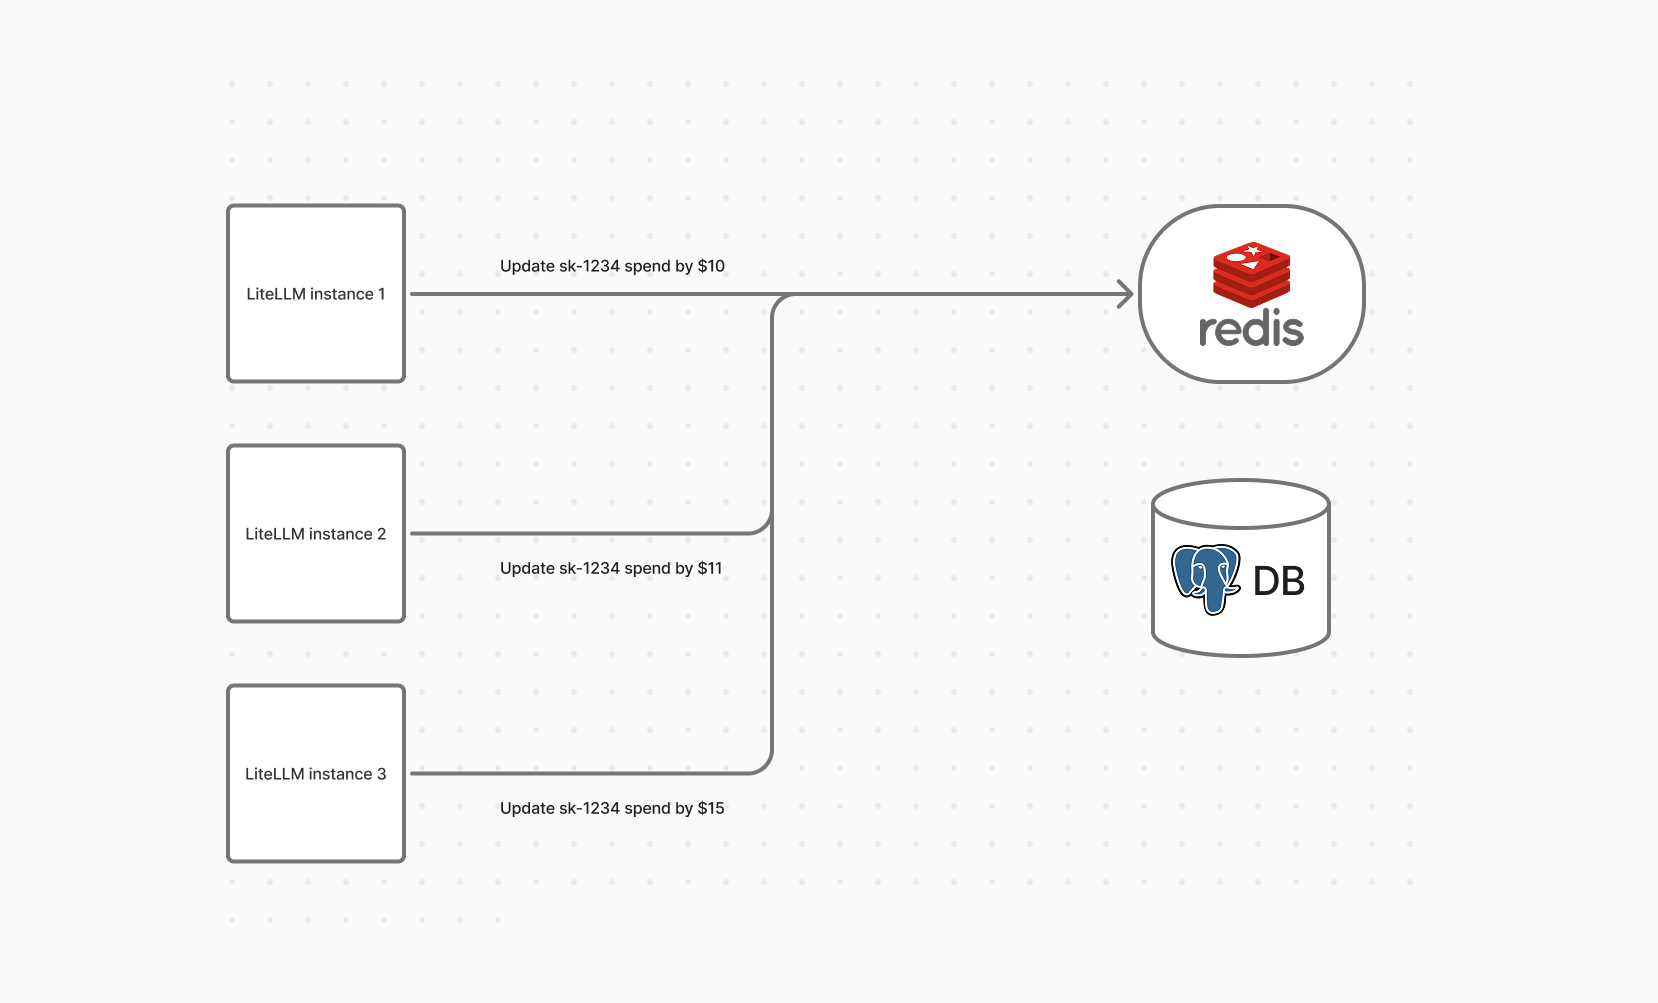 LiteLLM instance 1
Update sk-1234 spend by $10
redis
LiteLLM instance 2
Update sk-1234 spend by $11
DB
LiteLLM instance 3
Update sk-1234 spend by $15